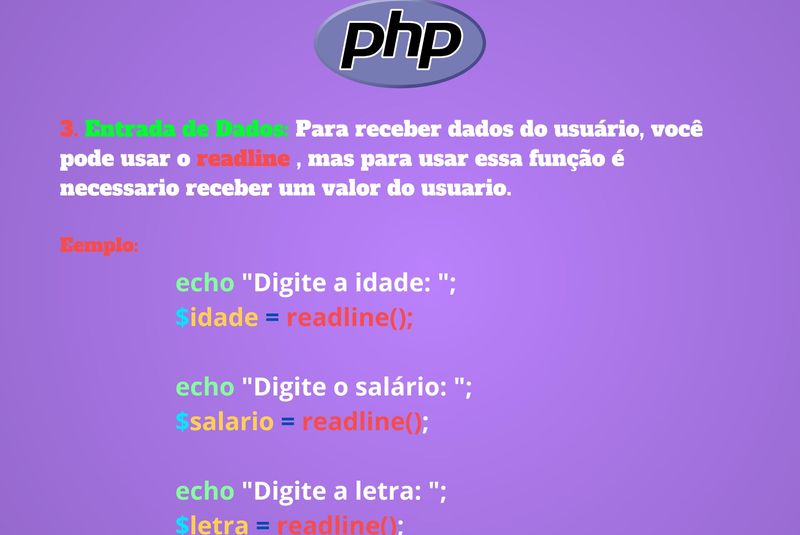 php
3. Entrada de Dados: Para receber dados do usuário, você
pode usar o readline , mas para usar essa função é
necessario receber um valor do usuario.
Eemplo:
echo "Digite a idade: ";
$idade = readline();
echo "Digite o salário: ";
$salario = readline();
echo "Digite a letra: ";
$letra = readline();